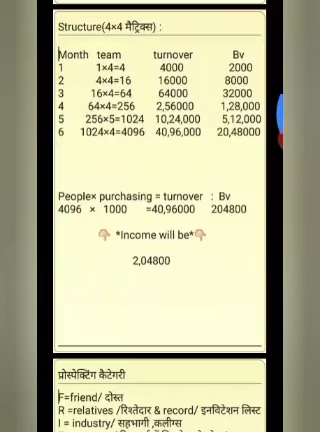 Structure(4×4 मैट्रिक्स) :
Month team turnover Bv
1 1×4=4 4000 2000
2 4×4=16 16000 8000
3 16×4=64 64000 32000
4 64×4=256 2,56000 1,28,000
5 256×5=1024 10,24,000 5,12,000
6 1024×4=4096 40,96,000 20,48000
People× purchasing = turnover : Bv
4096 × 1000 =40,96000 204800
👇 *Income will be*👇
2,04800
प्रोस्पेक्टिंग कैटेगरी
F=friend/ दोस्त
R =relatives /रिश्तेदार & record/ इनविटेशन लिस्ट
I = industry/ सहभागी ,कलीग्स